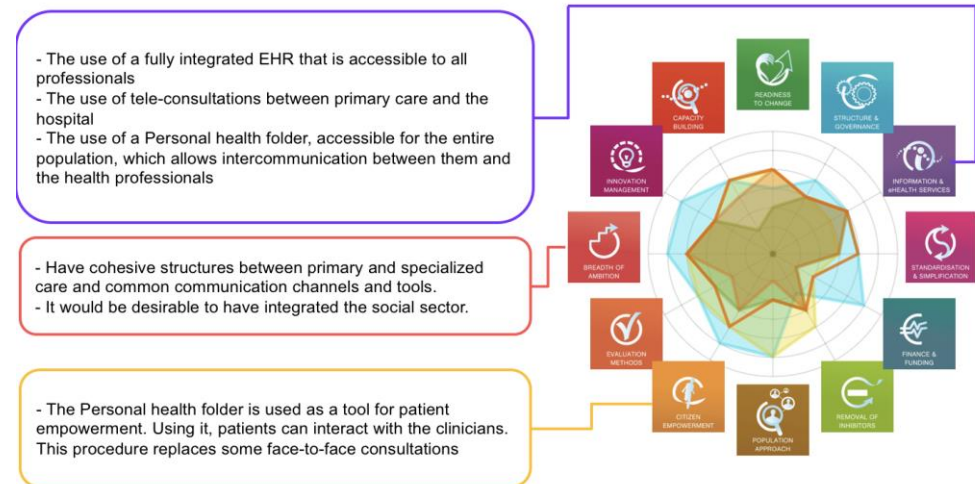 - The use of a fully integrated EHR that is accessible to all
professionals
- The use of tele-consultations between primary care and the
hospital
- The use of a Personal health folder, accessible for the entire
population, which allows intercommunication between them and
the health professionals
- Have cohesive structures between primary and specialized
care and common communication channels and tools.
- It would be desirable to have integrated the social sector.
- The Personal health folder is used as a tool for patient
empowerment. Using it, patients can interact with the clinicians.
This procedure replaces some face-to-face consultations
READINESS
TO CHANGE
STRUCTURE &
GOVERNANCE
INFORMATION &
eHEALTH SERVICES
STANDARDISATION
& SIMPLIFICATION
FINANCE &
FUNDING
REMOVAL OF
INHIBITORS
POPULATION
APPROACH
CITIZEN
EMPOWERMENT
EVALUATION
METHODS
BREADTH OF
AMBITION
INNOVATION
MANAGEMENT
CAPACITY
BUILDING